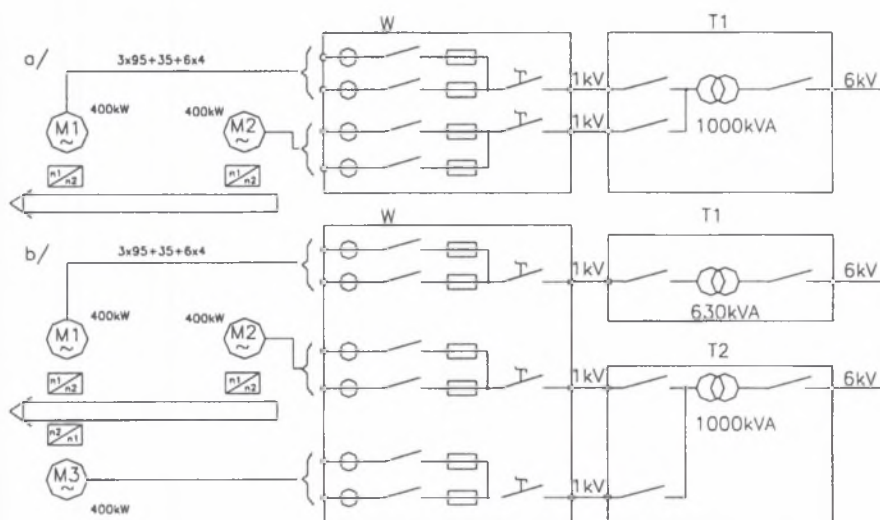 W T1
a/ 3x95+35+6x4
1kV 6kV
400kW 400kW
M1 ~ M2 ~ 1kV 1000kVA
n1/n2 n1/n2
W T1
b/ 3x95+35+6x4
1kV 6kV
400kW 400kW
M1 ~ M2 ~ 630kVA
T2
n1/n2 n1/n2 1kV 6kV
1000kVA
n2/n1
M3 ~ 1kV
400kW